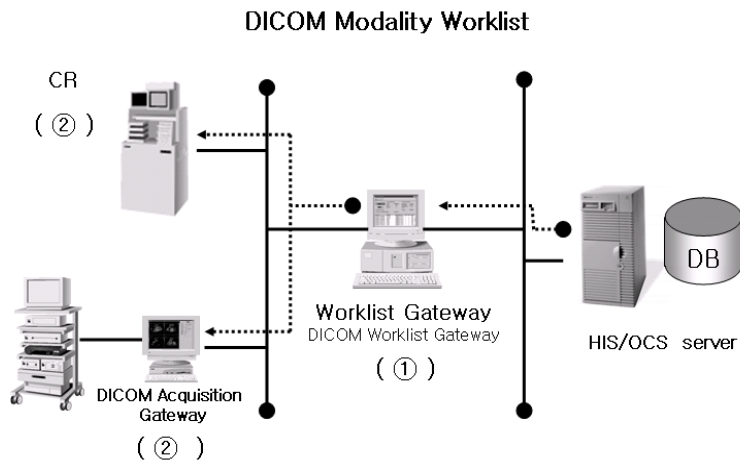 DICOM Modality Worklist
CR
( ② )
Worklist Gateway
DICOM Worklist Gateway
( ① )
DB
HIS/OCS server
DICOM Acquisition
Gateway
( ② )